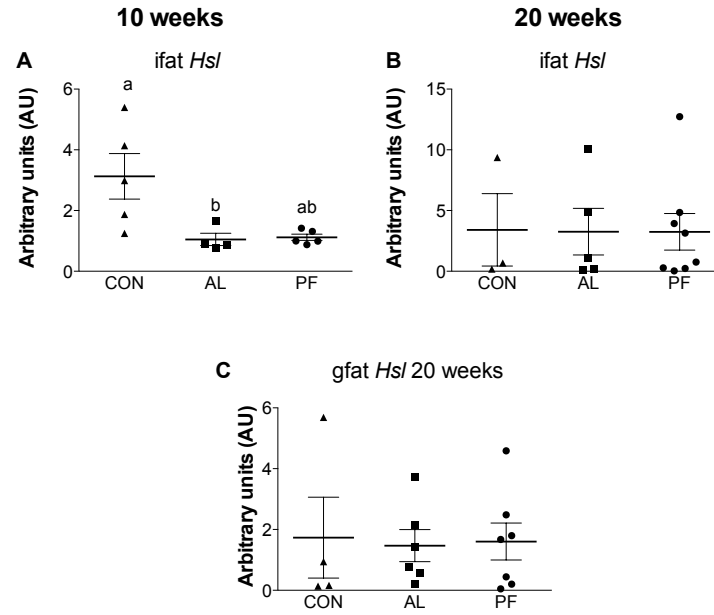 10 weeks
20 weeks
A
ifat Hsl
B
ifat Hsl
Arbitrary units (AU)
6
4
2
0
a
b
ab
CON AL PF
Arbitrary units (AU)
15
10
5
0
CON AL PF
C
gfat Hsl 20 weeks
Arbitrary units (AU)
6
4
2
0
CON AL PF